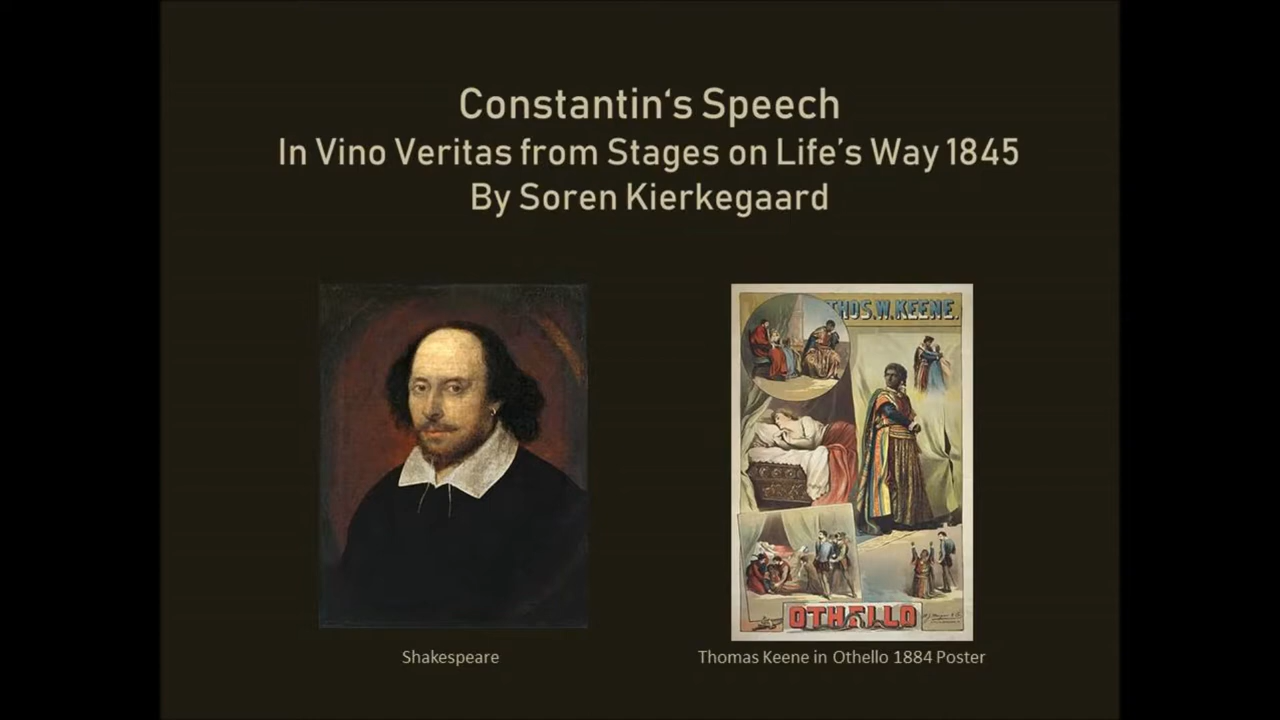 Constantin‘s Speech
In Vino Veritas from Stages on Life’s Way 1845
By Soren Kierkegaard
THOS. W. KEENE.
OTHELLO
Shakespeare
Thomas Keene in Othello 1884 Poster